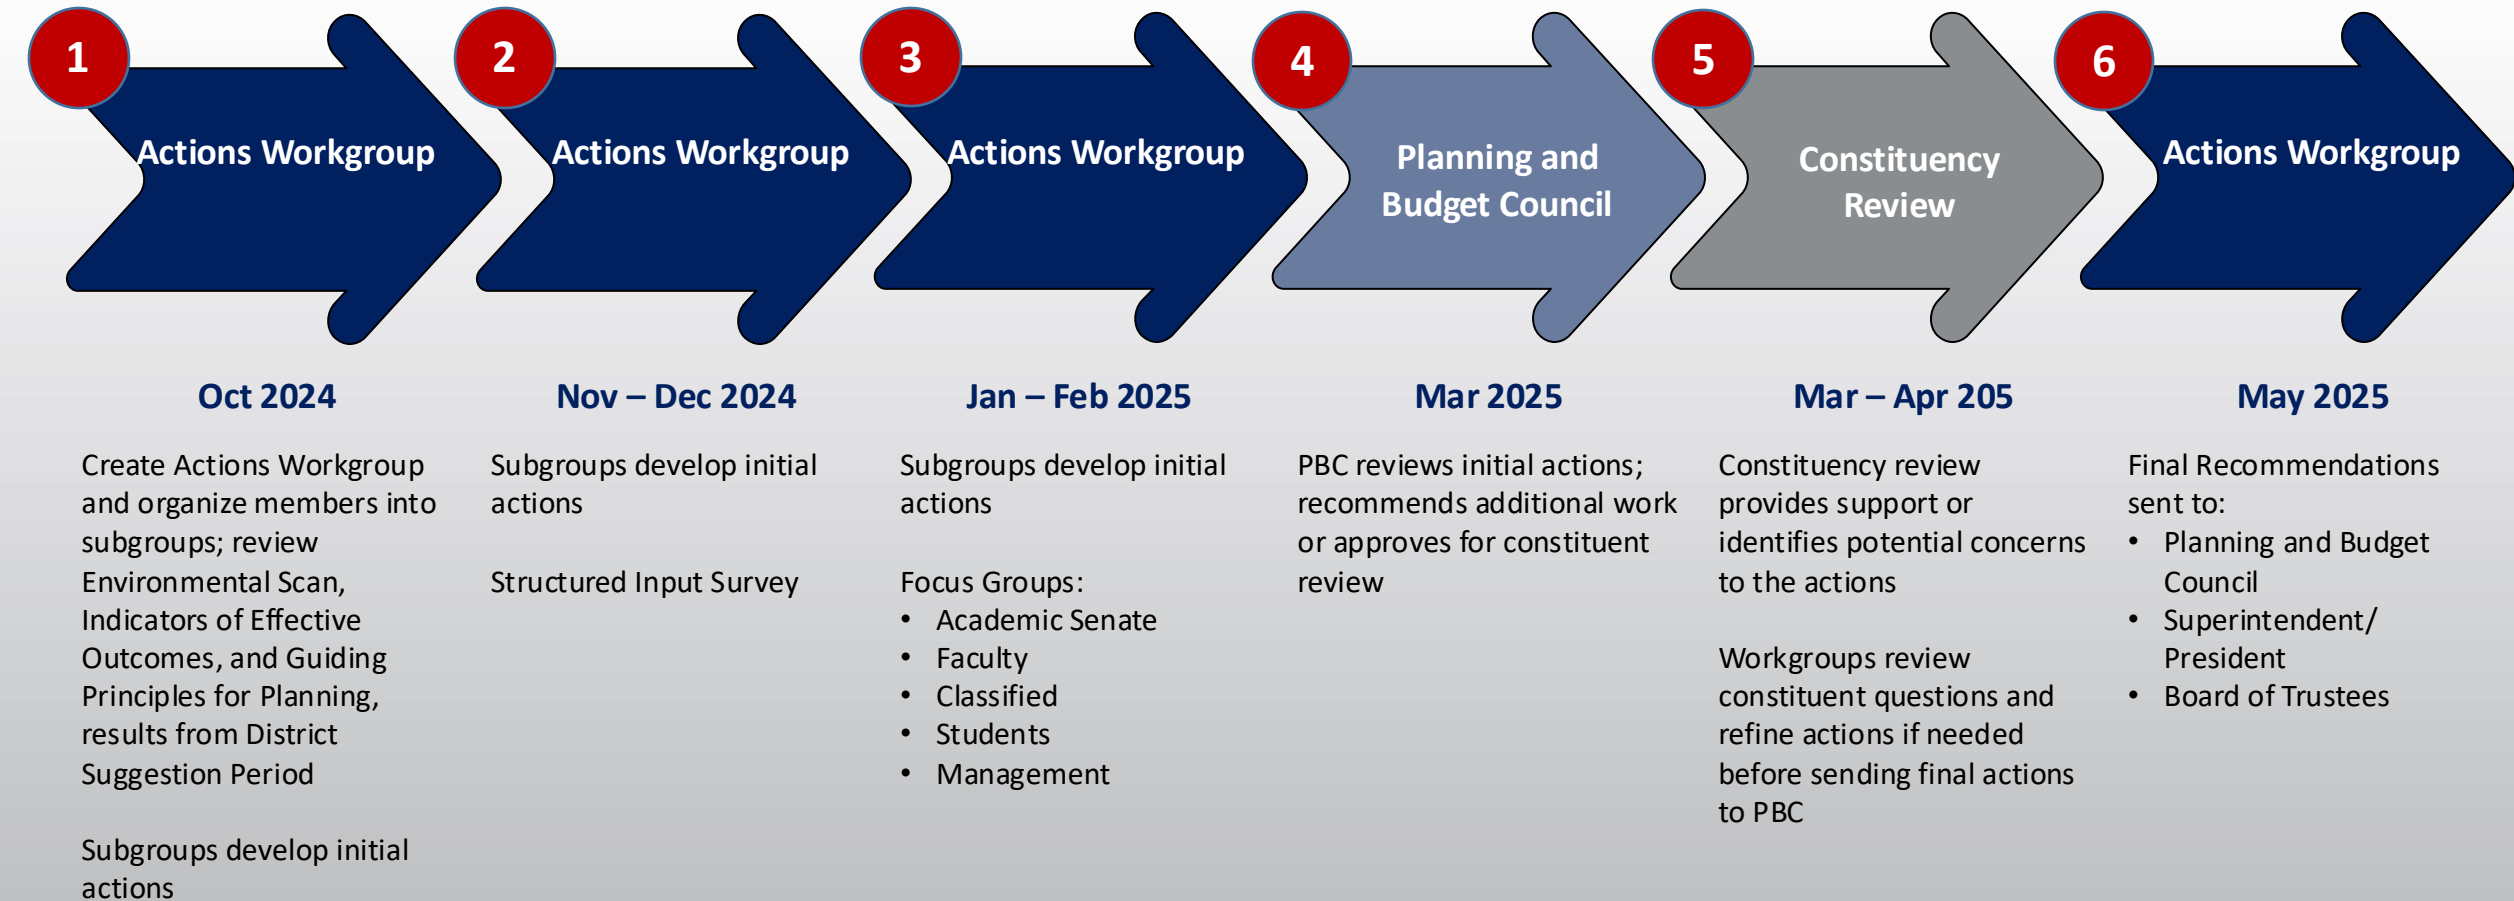 1
Actions Workgroup
Oct 2024
Create Actions Workgroup
and organize members into
subgroups; review
Environmental Scan,
Indicators of Effective
Outcomes, and Guiding
Principles for Planning,
results from District
Suggestion Period
Subgroups develop initial
actions
2
Actions Workgroup
Nov – Dec 2024
Subgroups develop initial
actions
Structured Input Survey
3
Actions Workgroup
Jan – Feb 2025
Subgroups develop initial
actions
Focus Groups:
• Academic Senate
• Faculty
• Classified
• Students
• Management
4
Planning and
Budget Council
Mar 2025
PBC reviews initial actions;
recommends additional work
or approves for constituent
review
5
Constituency
Review
Mar – Apr 205
Constituency review
provides support or
identifies potential concerns
to the actions
Workgroups review
constituent questions and
refine actions if needed
before sending final actions
to PBC
6
Actions Workgroup
May 2025
Final Recommendations
sent to:
• Planning and Budget
Council
• Superintendent/
President
• Board of Trustees